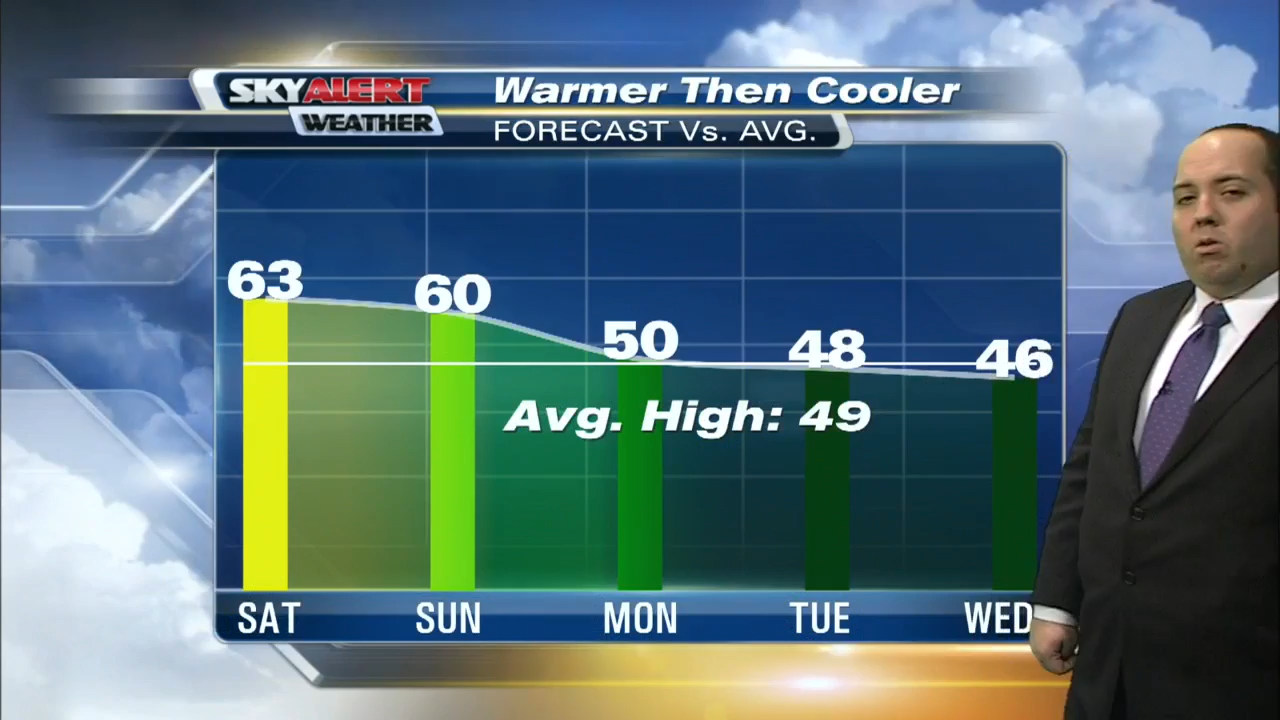 SKYALERT
WEATHER
Warmer Then Cooler
FORECAST Vs. AVG.
63
60
50
48
46
Avg. High: 49
SAT
SUN
MON
TUE
WED